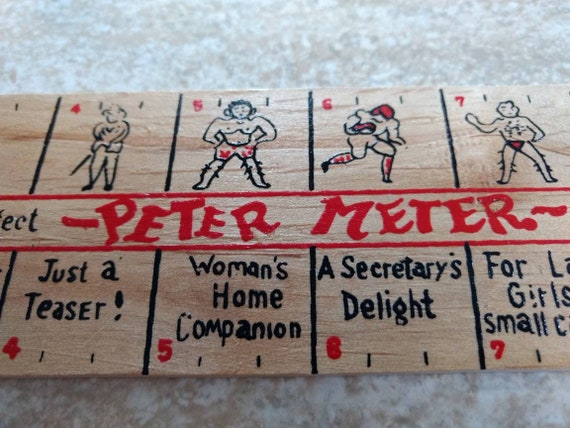 4 5 6 7
fect ~PETER METER~
Just a
TEASER!
Woman's
Home
Companion
A Secretary's
Delight
For La
Girls
small c
4 5 6 7